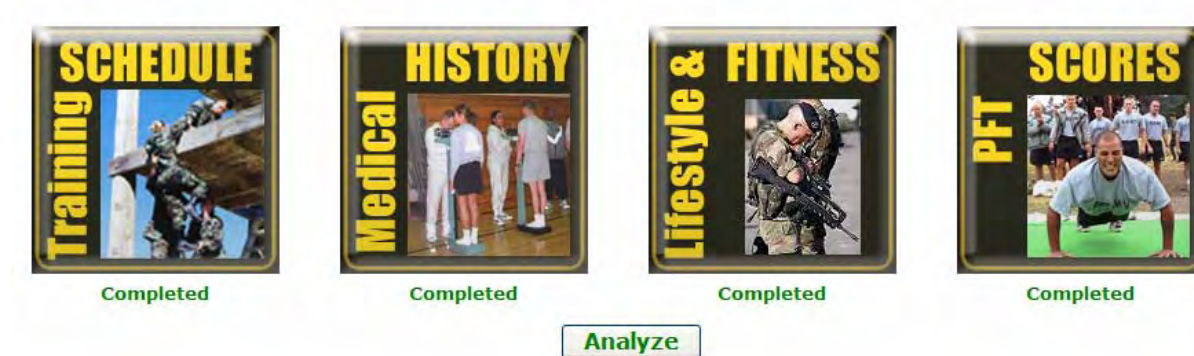 Training SCHEDULE
Medical HISTORY
Lifestyle & FITNESS
PFT SCORES
Completed
Completed
Completed
Completed
Analyze